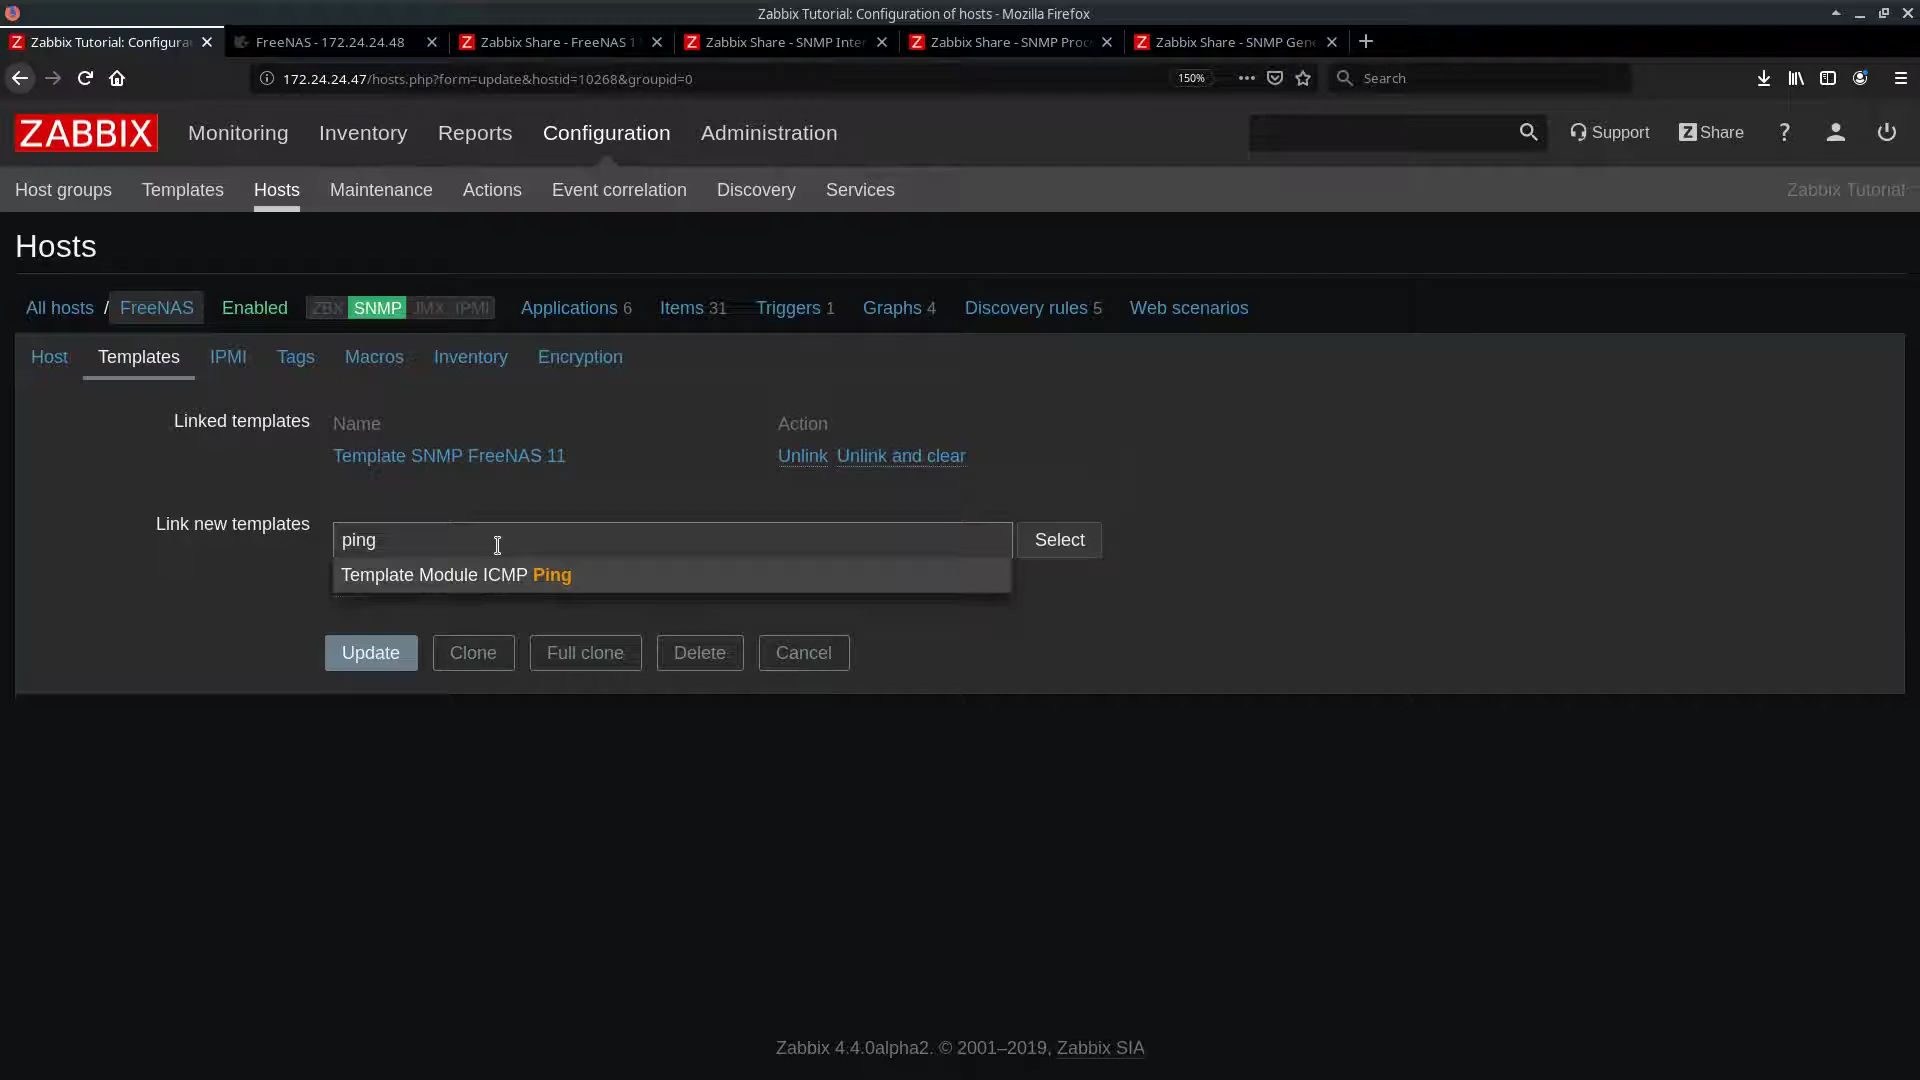 Zabbix Tutorial: Configuration of hosts - Mozilla Firefox
Zabbix Tutorial: Configura
FreeNAS - 172.24.24.48
Zabbix Share - FreeNAS 1
Zabbix Share - SNMP Inter
Zabbix Share - SNMP Proc
Zabbix Share - SNMP Gene
172.24.24.47/hosts.php?form=update&hostid=10268&groupid=0
150%
Search
ZABBIX Monitoring Inventory Reports Configuration Administration
Support
Z Share
?
Host groups Templates Hosts Maintenance Actions Event correlation Discovery Services
Zabbix Tutorial
Hosts
All hosts / FreeNAS Enabled ZBX SNMP JMX IPMI Applications 6 Items 31 Triggers 1 Graphs 4 Discovery rules 5 Web scenarios
Host Templates IPMI Tags Macros Inventory Encryption
Linked templates
Name Action
Template SNMP FreeNAS 11 Unlink Unlink and clear
Link new templates
ping
Select
Template Module ICMP Ping
Update Clone Full clone Delete Cancel
Zabbix 4.4.0alpha2. © 2001–2019, Zabbix SIA